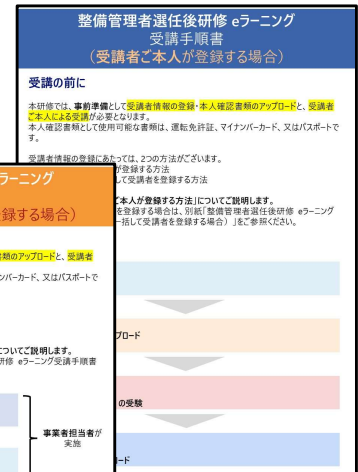 整備管理者選任後研修 eラーニング
受講手順書
（受講者ご本人が登録する場合）
受講の前に
本研修では、事前準備として受講者情報の登録・本人確認書類のアップロードと、受講者
ご本人による受講が必要となります。
本人確認書類として使用可能な書類は、運転免許証、マイナンバーカード、又はパスポートで
す。
受講者情報の登録にあたっては、2つの方法がございます。
が登録する方法
して受講者を登録する方法
ご本人が登録する方法」についてご説明します。
を登録する場合は、別紙「整備管理者選任後研修 eラーニング
一括して受講者を登録する場合）」をご参照ください。
プロード
の受験
ロード
ラーニング
録する場合）
類のアップロードと、受講者
ンバーカード、又はパスポートで
ついてご説明します。
研修 eラーニング受講手順書
事業者担当者が
実施